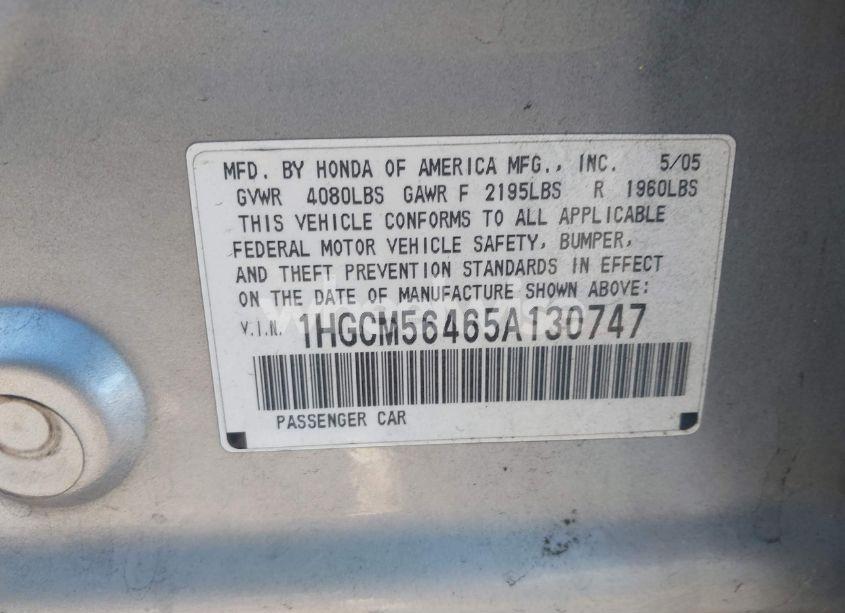 MFD. BY HONDA OF AMERICA MFG., INC. 5/05
GVWR 4080LBS GAWR F 2195LBS R 1960LBS
THIS VEHICLE CONFORMS TO ALL APPLICABLE
FEDERAL MOTOR VEHICLE SAFETY, BUMPER,
AND THEFT PREVENTION STANDARDS IN EFFECT
ON THE DATE OF MANUFACTURE SHOWN ABOVE:
V.I.N. 1HGCM56465A130747
PASSENGER CAR